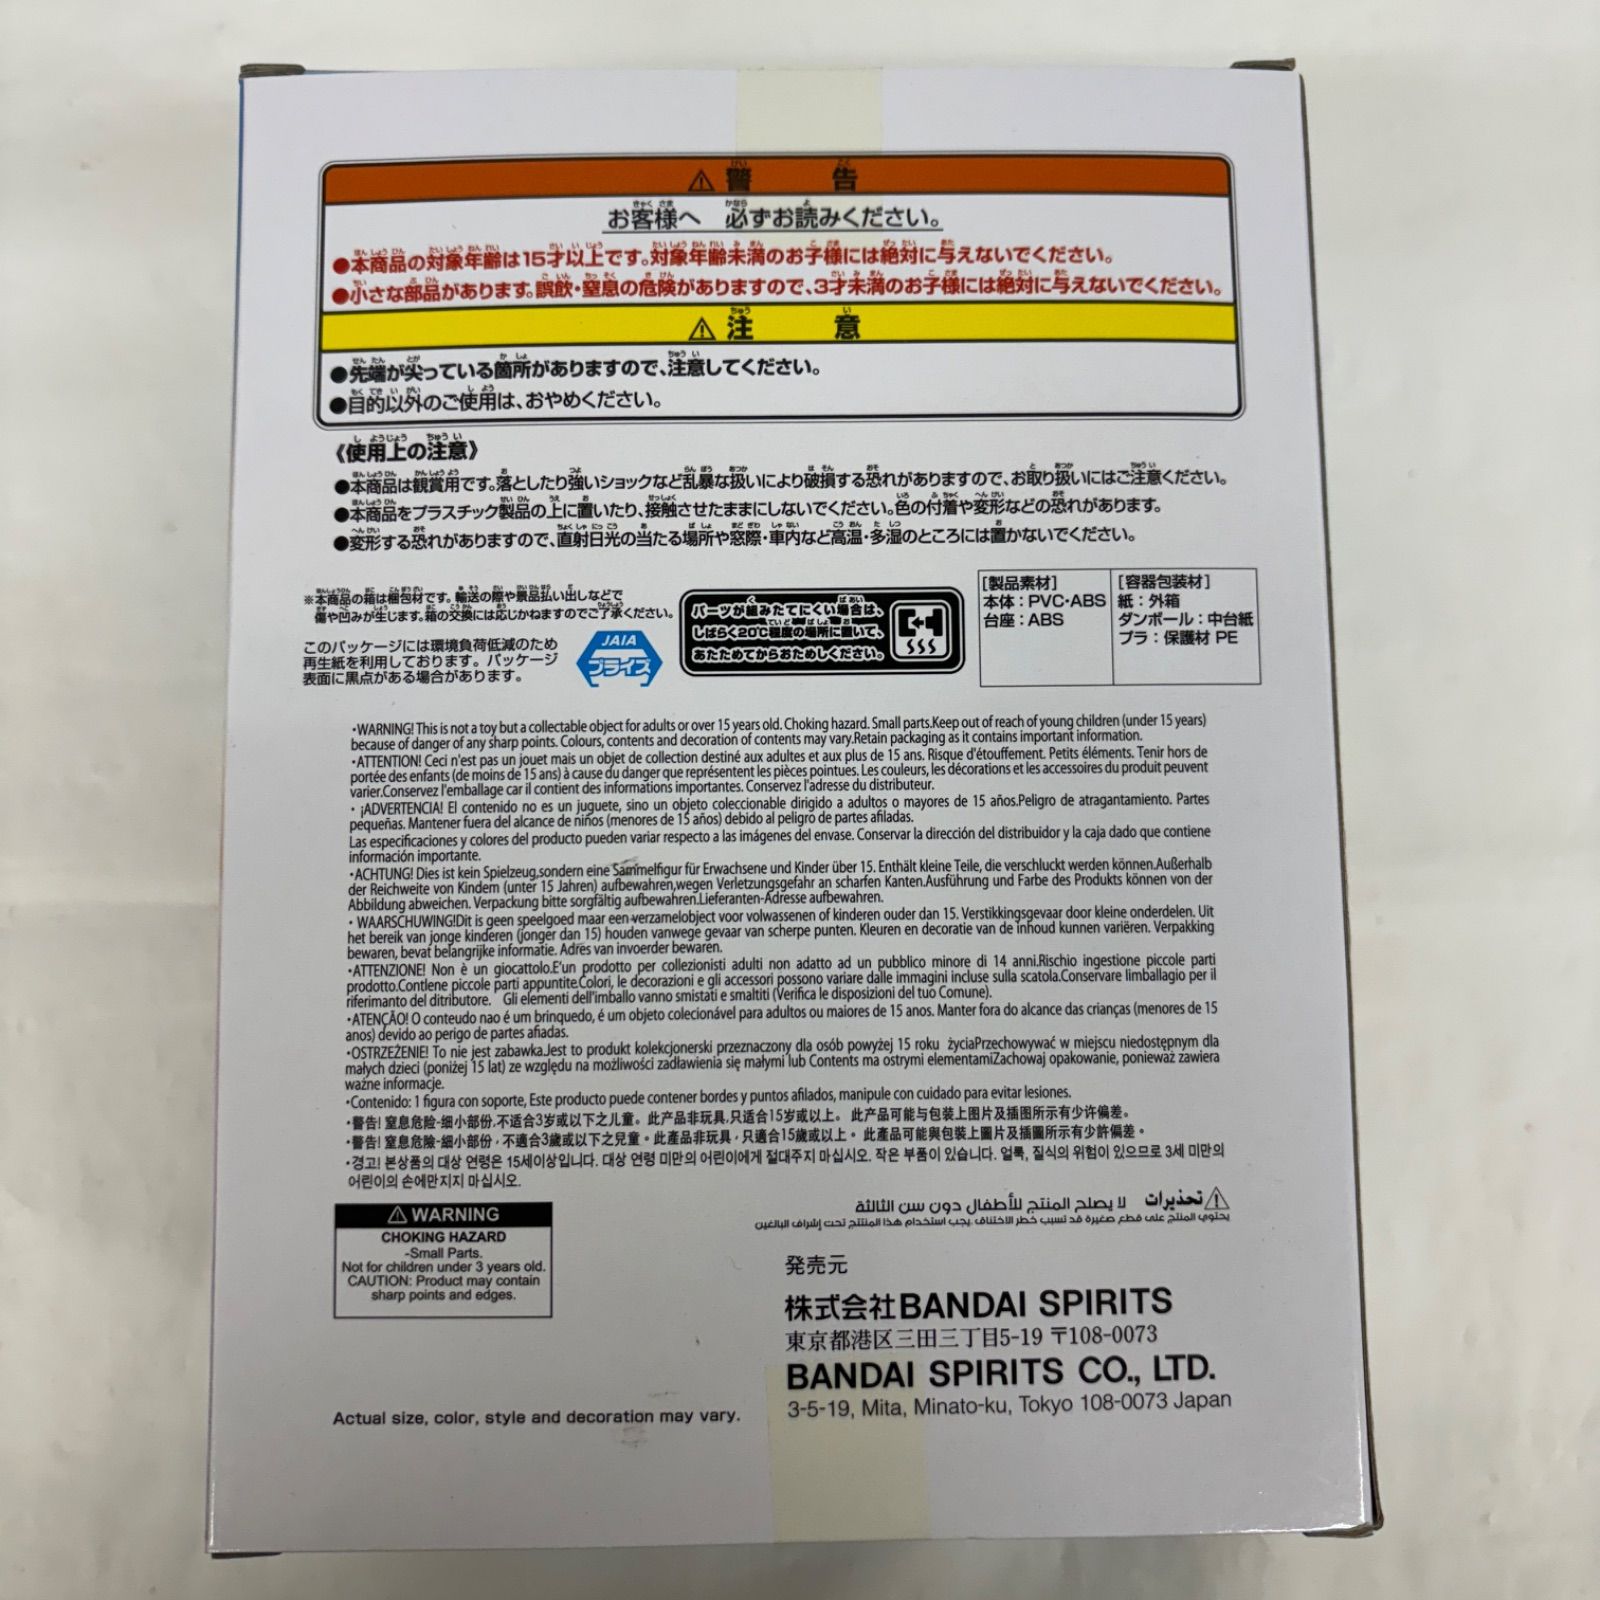 ⚠警告
お客様へ 必ずお読みください。
●本商品の対象年齢は15才以上です。対象年齢未満のお子様には絶対に与えないでください。
●小さな部品があります。誤飲・窒息の危険がありますので、3才未満のお子様には絶対に与えないでください。
⚠注意
●先端が尖っている箇所がありますので、注意してください。
●目的以外のご使用は、おやめください。
《使用上の注意》
●本商品は観賞用です。落としたり強いショックなど乱暴な扱いにより破損する恐れがありますので、お取り扱いにはご注意ください。
●本商品をプラスチック製品の上に置いたり、接触させたままにしないでください。色の付着や変形などの恐れがあります。
●変形する恐れがありますので、直射日光の当たる場所や窓際・車内など高温・多湿のところには置かないでください。
※本商品の箱は梱包材です。輸送の際や景品払い出しなどで
傷や凹みが生じます。箱の交換には応じかねますのでご了承ください。
このパッケージには環境負荷低減のため
再生紙を利用しております。パッケージ
表面に黒点がある場合があります。
JAIA
プライズ
パーツが組みたてにくい場合は、
しばらく20℃程度の場所に置いて、
あたためてからおためしください。
[製品素材]
本体：PVC・ABS
台座：ABS
[容器包装材]
紙：外箱
ダンボール：中台紙
プラ：保護材 PE
・WARNING! This is not a toy but a collectable object for adults or over 15 years old. Choking hazard. Small parts.Keep out of reach of young children (under 15 years)
because of danger of any sharp points. Colours, contents and decoration of contents may vary.Retain packaging as it contains important information.
・ATTENTION! Ceci n'est pas un jouet mais un objet de collection destiné aux adultes et aux plus de 15 ans. Risque d'étouffement. Petits éléments. Tenir hors de
portée des enfants (de moins de 15 ans) à cause du danger que représentent les pièces pointues. Les couleurs, les décorations et les accessoires du produit peuvent
varier.Conservez l'emballage car il contient des informations importantes. Conservez l'adresse du distributeur.
・¡ADVERTENCIA! El contenido no es un juguete, sino un objeto coleccionable dirigido a adultos o mayores de 15 años.Peligro de atragantamiento. Partes
pequeñas. Mantener fuera del alcance de niños (menores de 15 años) debido al peligro de partes afiladas.
Las especificaciones y colores del producto pueden variar respecto a las imágenes del envase. Conservar la dirección del distribuidor y la caja dado que contiene
información importante.
・ACHTUNG! Dies ist kein Spielzeug,sondern eine Sammelfigur für Erwachsene und Kinder über 15. Enthält kleine Teile, die verschluckt werden können.Außerhalb
der Reichweite von Kindern (unter 15 Jahren) aufbewahren,wegen Verletzungsgefahr an scharfen Kanten.Ausführung und Farbe des Produkts können von der
Abbildung abweichen. Verpackung bitte sorgfältig aufbewahren.Lieferanten-Adresse aufbewahren.
・WAARSCHUWING!Dit is geen speelgoed maar een verzamelobject voor volwassenen of kinderen ouder dan 15. Verstikkingsgevaar door kleine onderdelen. Uit
het bereik van jonge kinderen (jonger dan 15) houden vanwege gevaar van scherpe punten. Kleuren en decoratie van de inhoud kunnen variëren. Verpakking
bewaren, bevat belangrijke informatie. Adres van invoerder bewaren.
・ATTENZIONE! Non è un giocattolo.E'un prodotto per collezionisti adulti non adatto ad un pubblico minore di 14 anni.Rischio ingestione piccole parti
prodotto.Contiene piccole parti appuntite.Colori, le decorazioni e gli accessori possono variare dalle immagini incluse sulla scatola.Conservare limballagio per il
riferimanto del ditributore. Gli elementi dell'imballo vanno smistati e smaltiti (Verifica le disposizioni del tuo Comune).
・ATENÇÃO! O conteudo nao é um brinquedo, é um objeto colecionável para adultos ou maiores de 15 anos. Manter fora do alcance das crianças (menores de 15
anos) devido ao perigo de partes afiadas.
・OSTRZEŻENIE! To nie jest zabawka.Jest to produkt kolekcjonerski przeznaczony dla osób powyżej 15 roku życiaPrzechowywać w miejscu niedostępnym dla
małych dzieci (poniżej 15 lat) ze względu na możliwości zadławienia się małymi lub Contents ma ostrymi elementamiZachowaj opakowanie, ponieważ zawiera
ważne informacje.
・Contenido: 1 figura con soporte, Este producto puede contener bordes y puntos afilados, manipule con cuidado para evitar lesiones.
・警告! 窒息危险-细小部份.不适合3岁或以下之儿童。此产品非玩具,只适合15岁或以上。 此产品可能与包装上图片及插图所示有少许偏差。
・警告! 窒息危險-細小部份，不適合3歲或以下之兒童。此產品非玩具，只適合15歲或以上。 此產品可能與包裝上圖片及插圖所示有少許偏差。
・경고! 본상품의 대상 연령은 15세이상입니다. 대상 연령 미만의 어린이에게 절대주지 마십시오. 작은 부품이 있습니다. 얼룩, 질식의 위험이 있으므로 3세 미만의
어린이의 손에만지지 마십시오.
⚠تحذيرات لا يصلح المنتج للأطفال دون سن الثالثة
يحتوي المنتج على قطع صغيرة قد تسبب خطر الاختناق. يجب استخدام هذا المنتج تحت إشراف البالغين
⚠WARNING
CHOKING HAZARD
-Small Parts.
Not for children under 3 years old.
CAUTION: Product may contain
sharp points and edges.
発売元
株式会社BANDAI SPIRITS
東京都港区三田三丁目5-19 〒108-0073
BANDAI SPIRITS CO., LTD.
3-5-19, Mita, Minato-ku, Tokyo 108-0073 Japan
Actual size, color, style and decoration may vary.